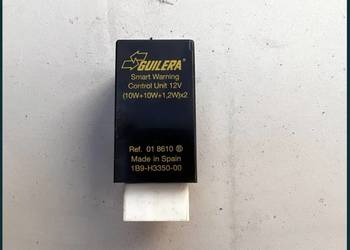 GUILERA
Smart Warning
Control Unit 12V
(10W+10W+1,2W)x2
Ref. 01 8610 ®
Made in Spain
1B9-H3350-00